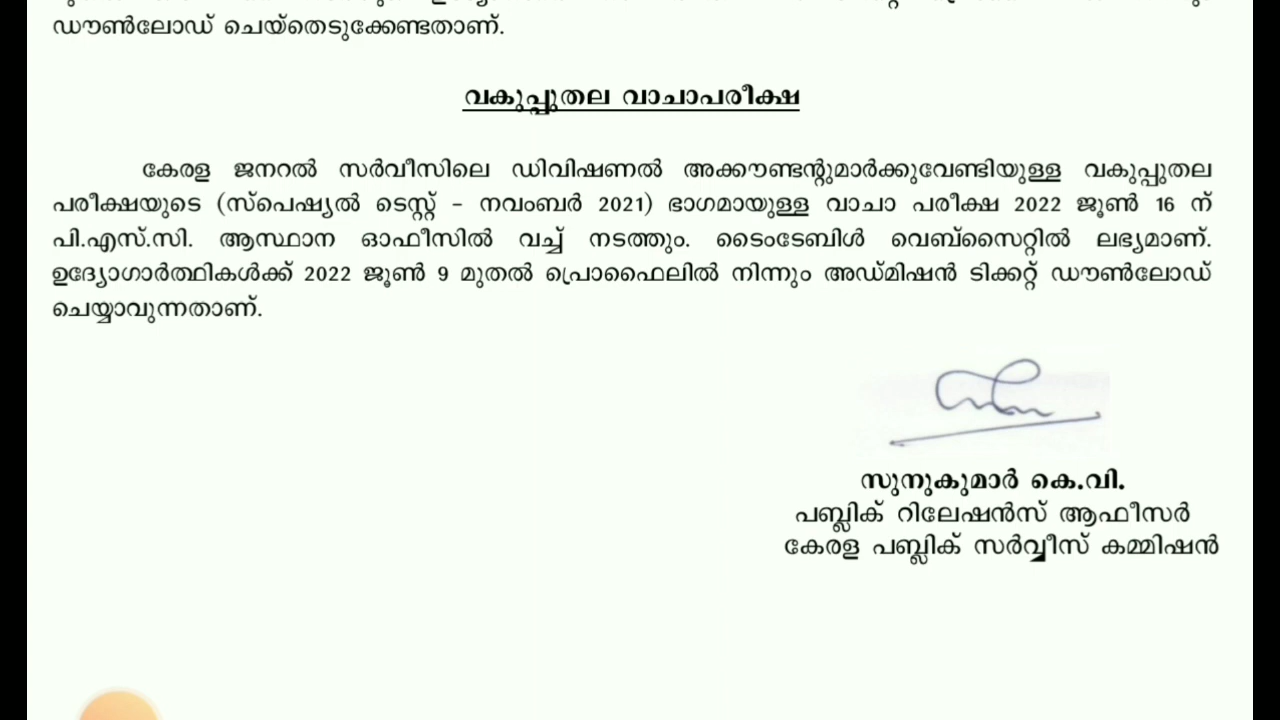 ഡൗൺലോഡ് ചെയ്തെടുക്കേണ്ടതാണ്.
വകുപ്പുതല വാചാപരീക്ഷ
കേരള ജനറൽ സർവീസിലെ ഡിവിഷണൽ അക്കൗണ്ടന്റുമാർക്കുവേണ്ടിയുള്ള വകുപ്പുതല
പരീക്ഷയുടെ (സ്പെഷ്യൽ ടെസ്റ്റ് - നവംബർ 2021) ഭാഗമായുള്ള വാചാ പരീക്ഷ 2022 ജൂൺ 16 ന്
പി.എസ്.സി. ആസ്ഥാന ഓഫീസിൽ വച്ച് നടത്തും. ടൈംടേബിൾ വെബ്സൈറ്റിൽ ലഭ്യമാണ്.
ഉദ്യോഗാർത്ഥികൾക്ക് 2022 ജൂൺ 9 മുതൽ പ്രൊഫൈലിൽ നിന്നും അഡ്മിഷൻ ടിക്കറ്റ് ഡൗൺലോഡ്
ചെയ്യാവുന്നതാണ്.
സുനുകുമാർ കെ.വി.
പബ്ലിക് റിലേഷൻസ് ആഫീസർ
കേരള പബ്ലിക് സർവ്വീസ് കമ്മിഷൻ